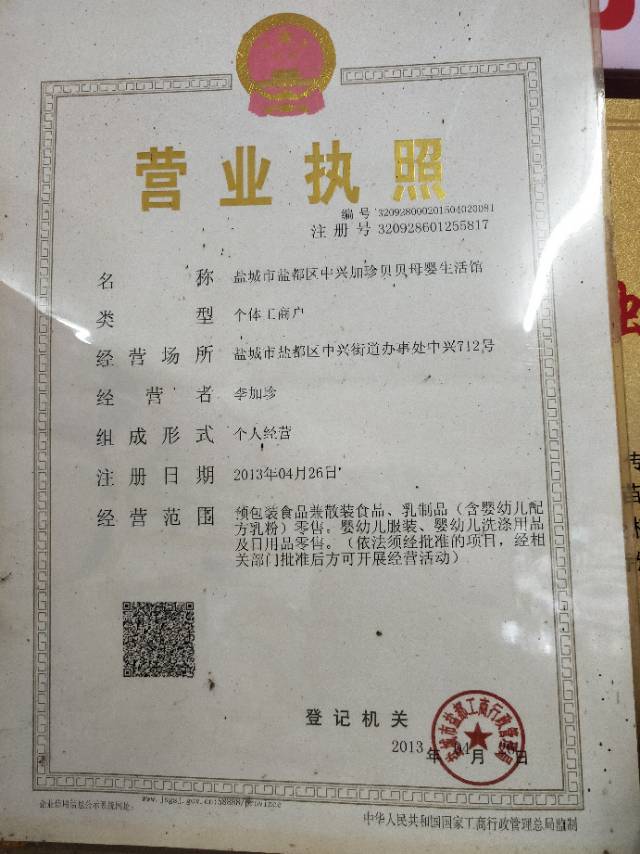 营业执照
编号 320928000201504020081
注册号 320928601255817
名称 盐城市盐都区中兴加珍贝贝母婴生活馆
类型 个体工商户
经营场所 盐城市盐都区中兴街道办事处中兴712号
经营者 李加珍
组成形式 个人经营
注册日期 2013年04月26日
经营范围 预包装食品兼散装食品、乳制品（含婴幼儿配
方乳粉）零售。婴幼儿服装、婴幼儿洗涤用品
及日用品零售。（依法须经批准的项目，经相
关部门批准后方可开展经营活动）
登记机关
盐城市盐都工商行政管理局
2013年04月 日
企业信用信息公示系统网址：
www.jsgsj.gov.cn:58888/province
中华人民共和国国家工商行政管理总局监制